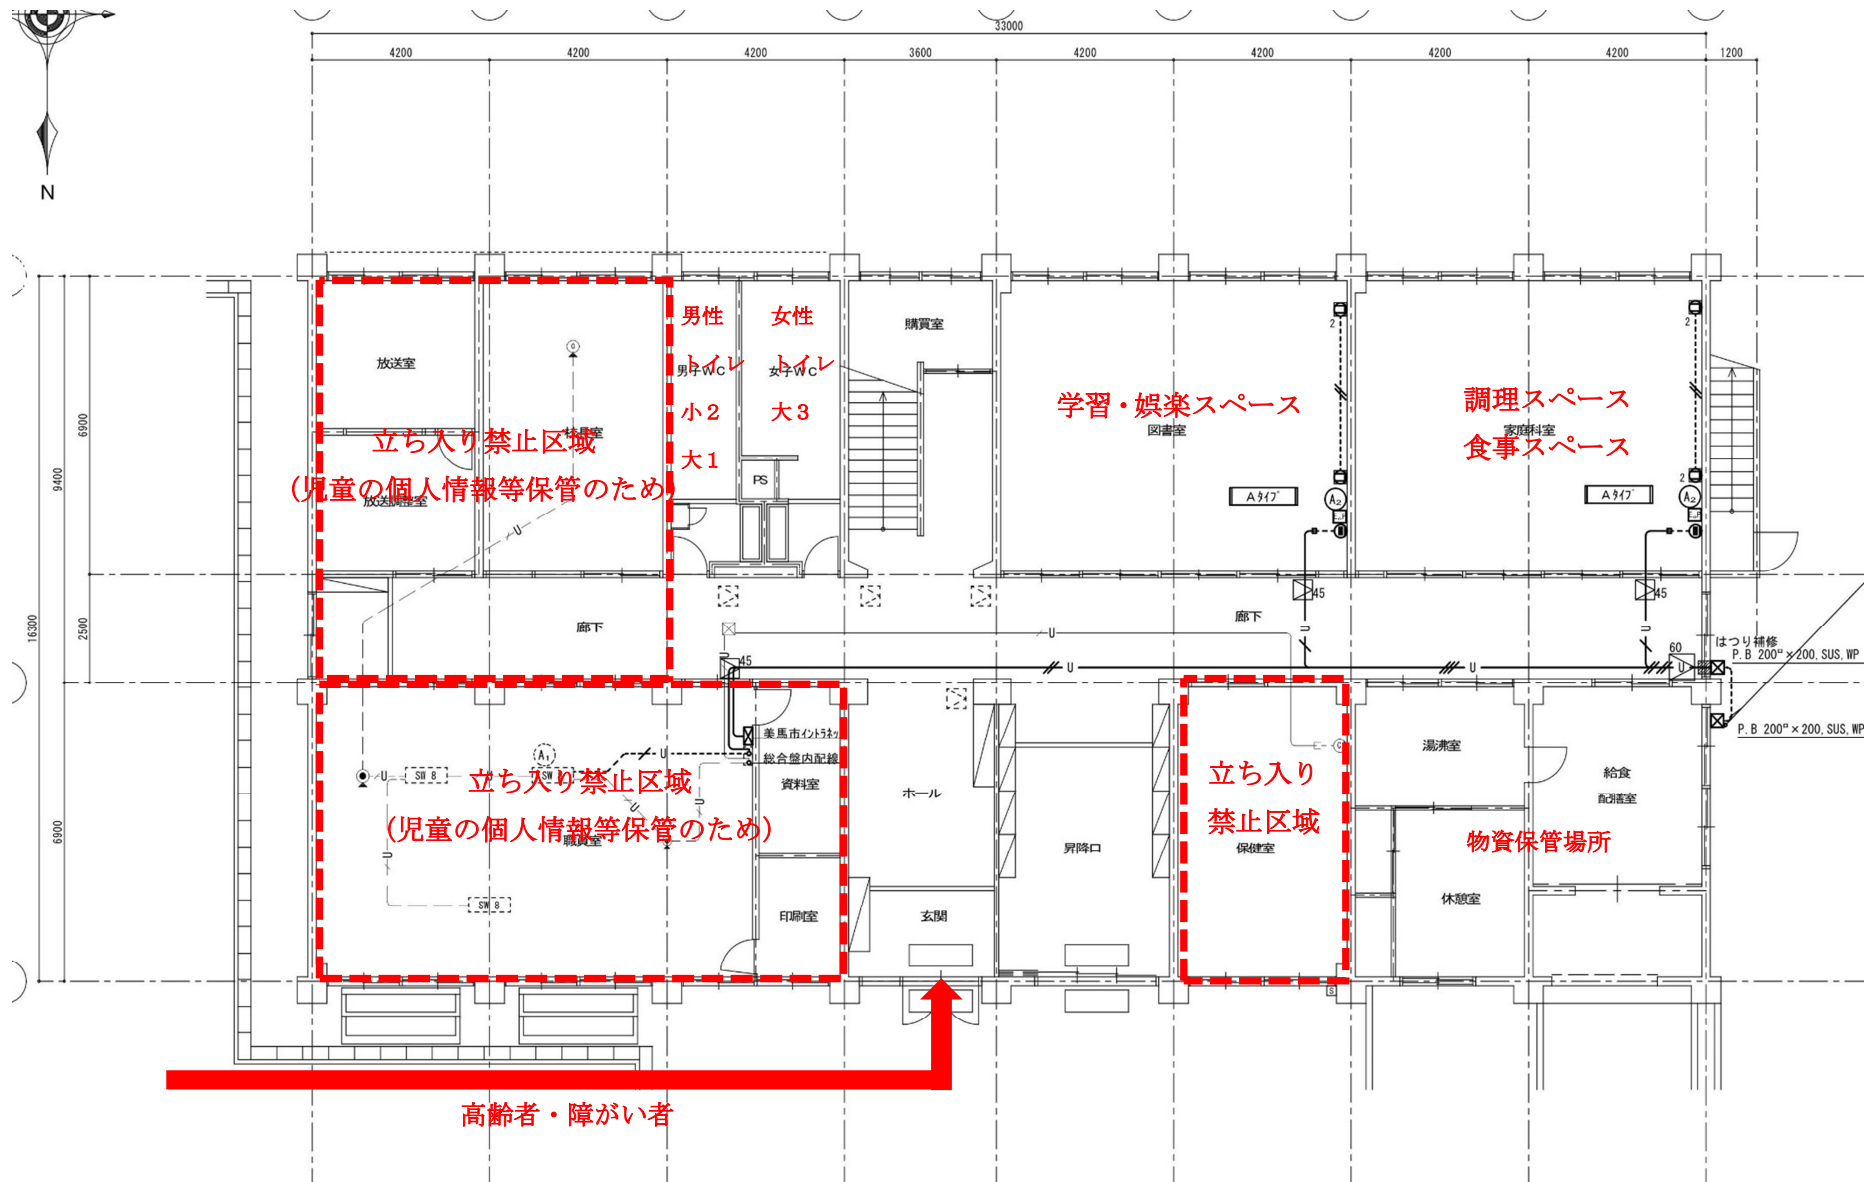 33000
4200
4200
4200
3600
4200
4200
4200
4200
1200
N
男性
女性
購買室
放送室
トイレ
トイレ
男子WC
女子WC
小2
大3
大1
PS
2
2
学習・娯楽スペース
図書室
調理スペース
家庭科室
食事スペース
2
Aタイプ
A2
Aタイプ
A2
6900
9400
16300
2500
6900
立ち入り禁止区域
(児童の個人情報等保管のため)
放送調整室
U
廊下
廊下
45
45
U
U
U
U
45
U
U
60
U
はつり補修
P.B 200□×200,SUS,WP
P.B 200□×200,SUS,WP
美馬市イントラネット
総合盤内配線
資料室
A1
U
SW 8
U
SW
U
立ち入り禁止区域
(児童の個人情報等保管のため)
職員室
U
U
U
SW 8
印刷室
ホール
玄関
昇降口
C
立ち入り
禁止区域
保健室
S
湯沸室
給食
配膳室
物資保管場所
休憩室
高齢者・障がい者